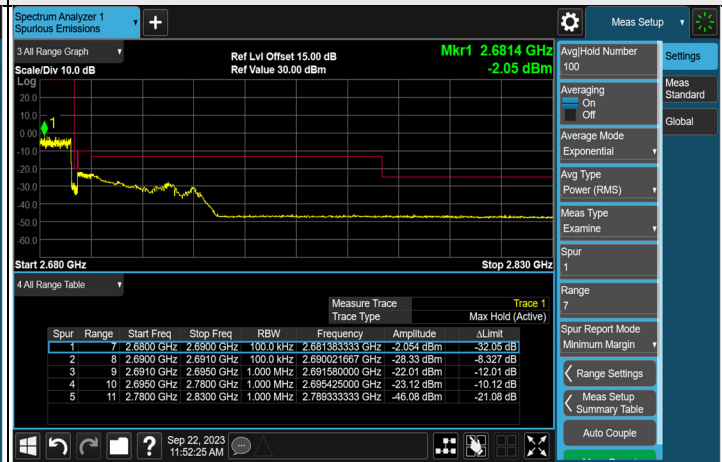 Spectrum Analyzer 1
Spurious Emissions
Meas Setup
3 All Range Graph
Ref Lvl Offset 15.00 dB
Mkr1 2.6814 GHz
Scale/Div 10.0 dB
Ref Value 30.00 dBm
-2.05 dBm
Log
20.0
10.0
0.00
-10.0
-20.0
-30.0
-40.0
-50.0
-60.0
1
Start 2.680 GHz
Stop 2.830 GHz
4 All Range Table
Measure Trace Trace 1
Trace Type Max Hold (Active)
Spur Range Start Freq Stop Freq RBW Frequency Amplitude ΔLimit
1 7 2.6800 GHz 2.6900 GHz 100.0 kHz 2.681383333 GHz -2.054 dBm -32.05 dB
2 8 2.6900 GHz 2.6910 GHz 100.0 kHz 2.690021667 GHz -28.33 dBm -8.327 dB
3 9 2.6910 GHz 2.6950 GHz 1.000 MHz 2.691580000 GHz -22.01 dBm -12.01 dB
4 10 2.6950 GHz 2.7800 GHz 1.000 MHz 2.695425000 GHz -23.12 dBm -10.12 dB
5 11 2.7800 GHz 2.8300 GHz 1.000 MHz 2.789333333 GHz -46.08 dBm -21.08 dB
Avg|Hold Number
100
Averaging
On
Off
Average Mode
Exponential
Avg Type
Power (RMS)
Meas Type
Examine
Spur
1
Range
7
Spur Report Mode
Minimum Margin
Range Settings
Meas Setup
Summary Table
Auto Couple
Settings
Meas
Standard
Global
?
Sep 22, 2023
11:52:25 AM